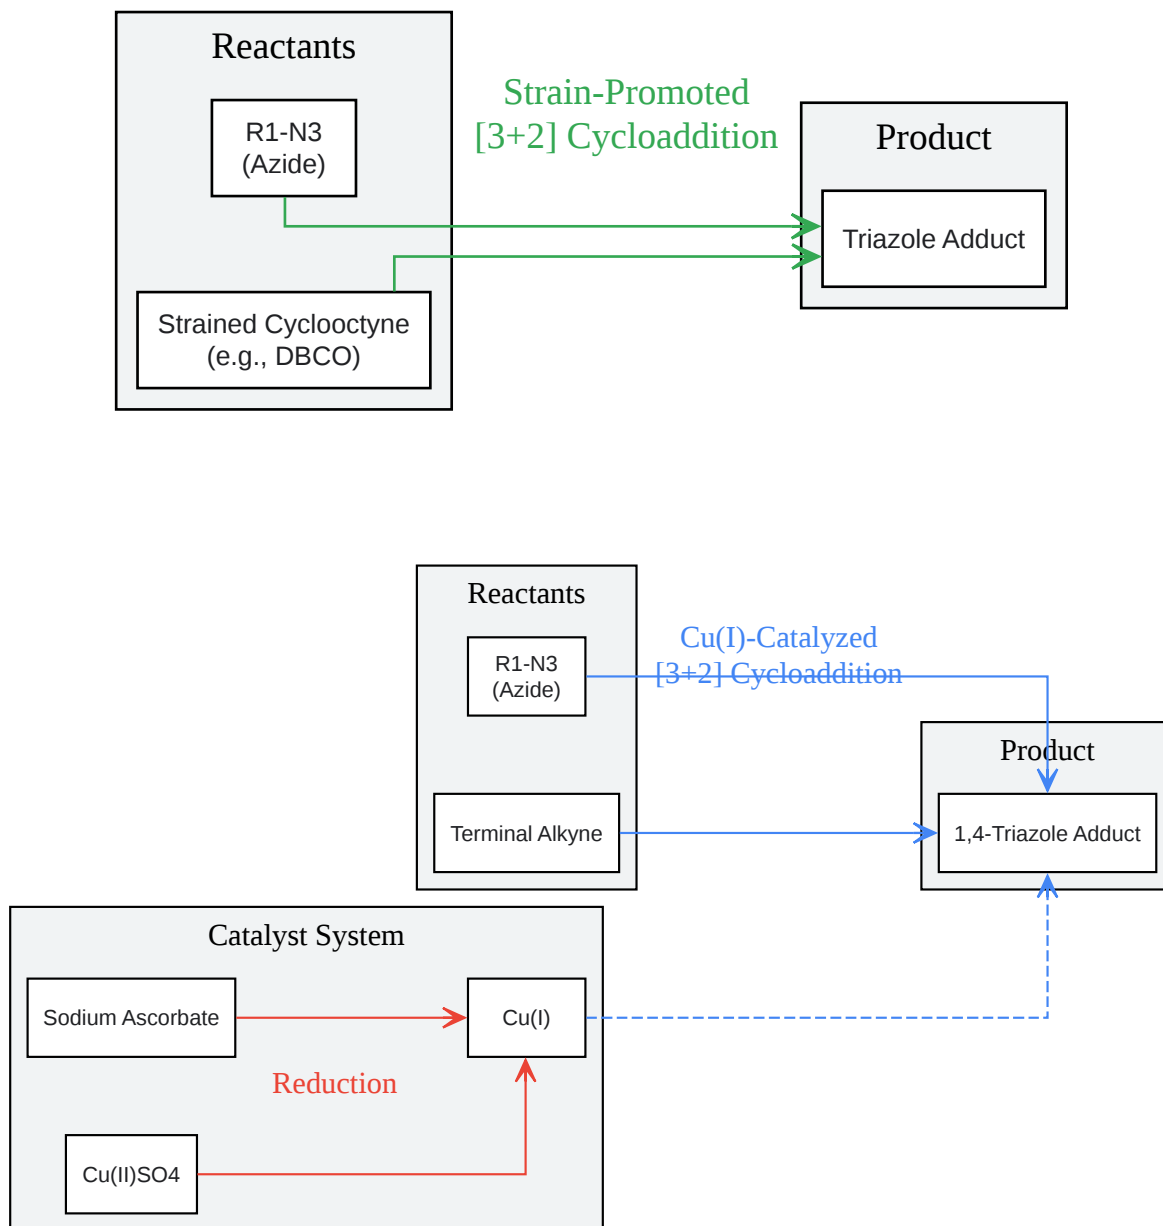 Reactants
R1-N3
(Azide)
Strained Cyclooctyne
(e.g., DBCO)
Strain-Promoted
[3+2] Cycloaddition
Product
Triazole Adduct
Reactants
R1-N3
(Azide)
Terminal Alkyne
Cu(I)-Catalyzed
[3+2] Cycloaddition
Product
1,4-Triazole Adduct
Catalyst System
Sodium Ascorbate
Cu(I)
Reduction
Cu(II)SO4